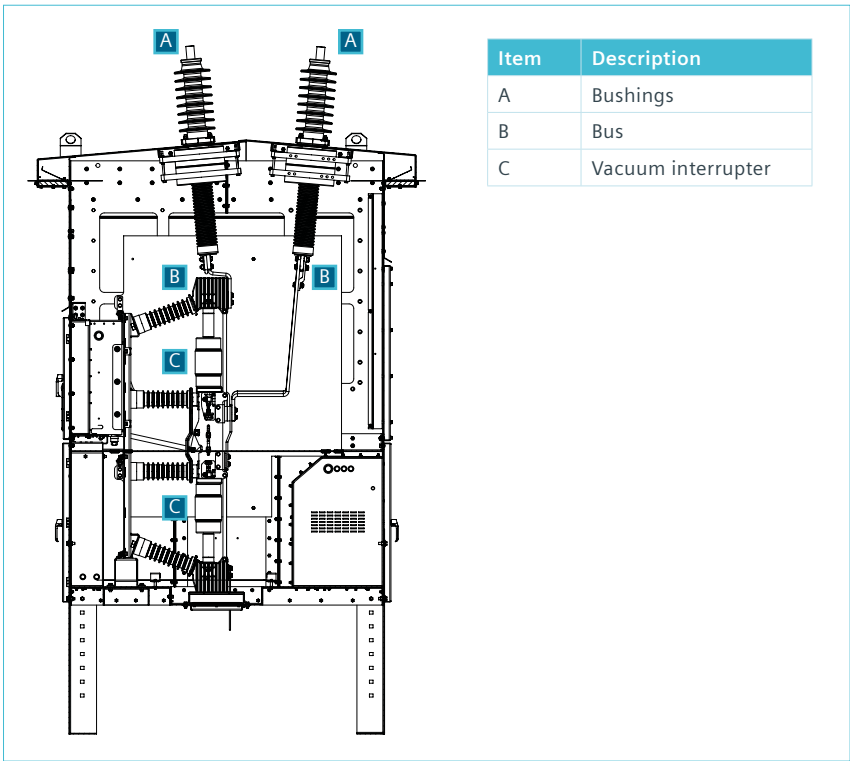 A A
Item Description
A Bushings
B Bus
C Vacuum interrupter
B B
C
C